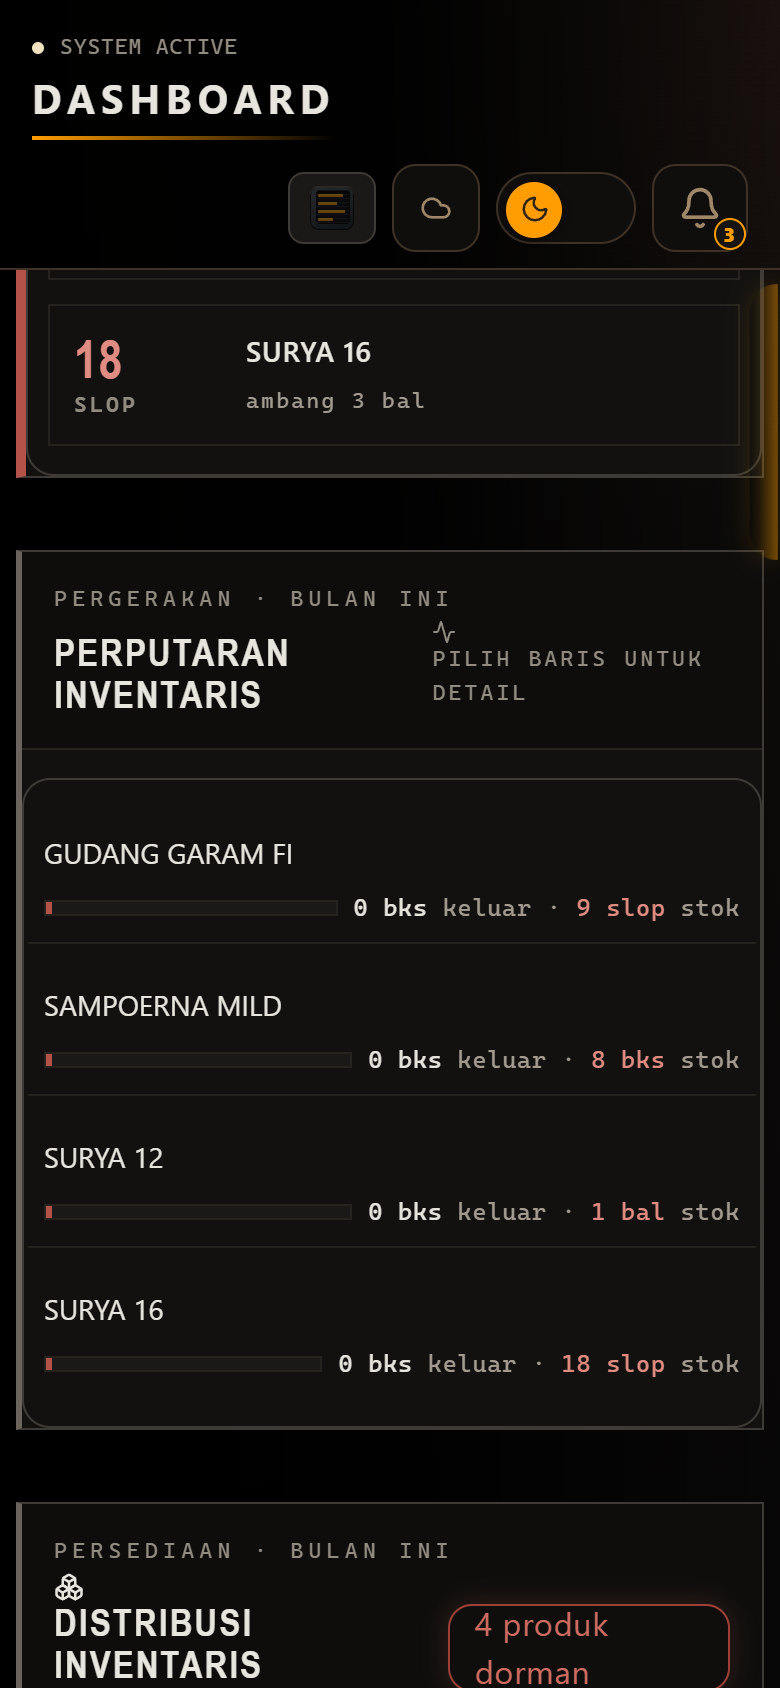 SYSTEM ACTIVE
DASHBOARD
3
18
SLOP
SURYA 16
ambang 3 bal
PERGERAKAN · BULAN INI
PERPUTARAN
INVENTARIS
PILIH BARIS UNTUK
DETAIL
GUDANG GARAM FI
0 bks keluar · 9 slop stok
SAMPOERNA MILD
0 bks keluar · 8 bks stok
SURYA 12
0 bks keluar · 1 bal stok
SURYA 16
0 bks keluar · 18 slop stok
PERSEDIAAN · BULAN INI
DISTRIBUSI
INVENTARIS
4 produk
dorman